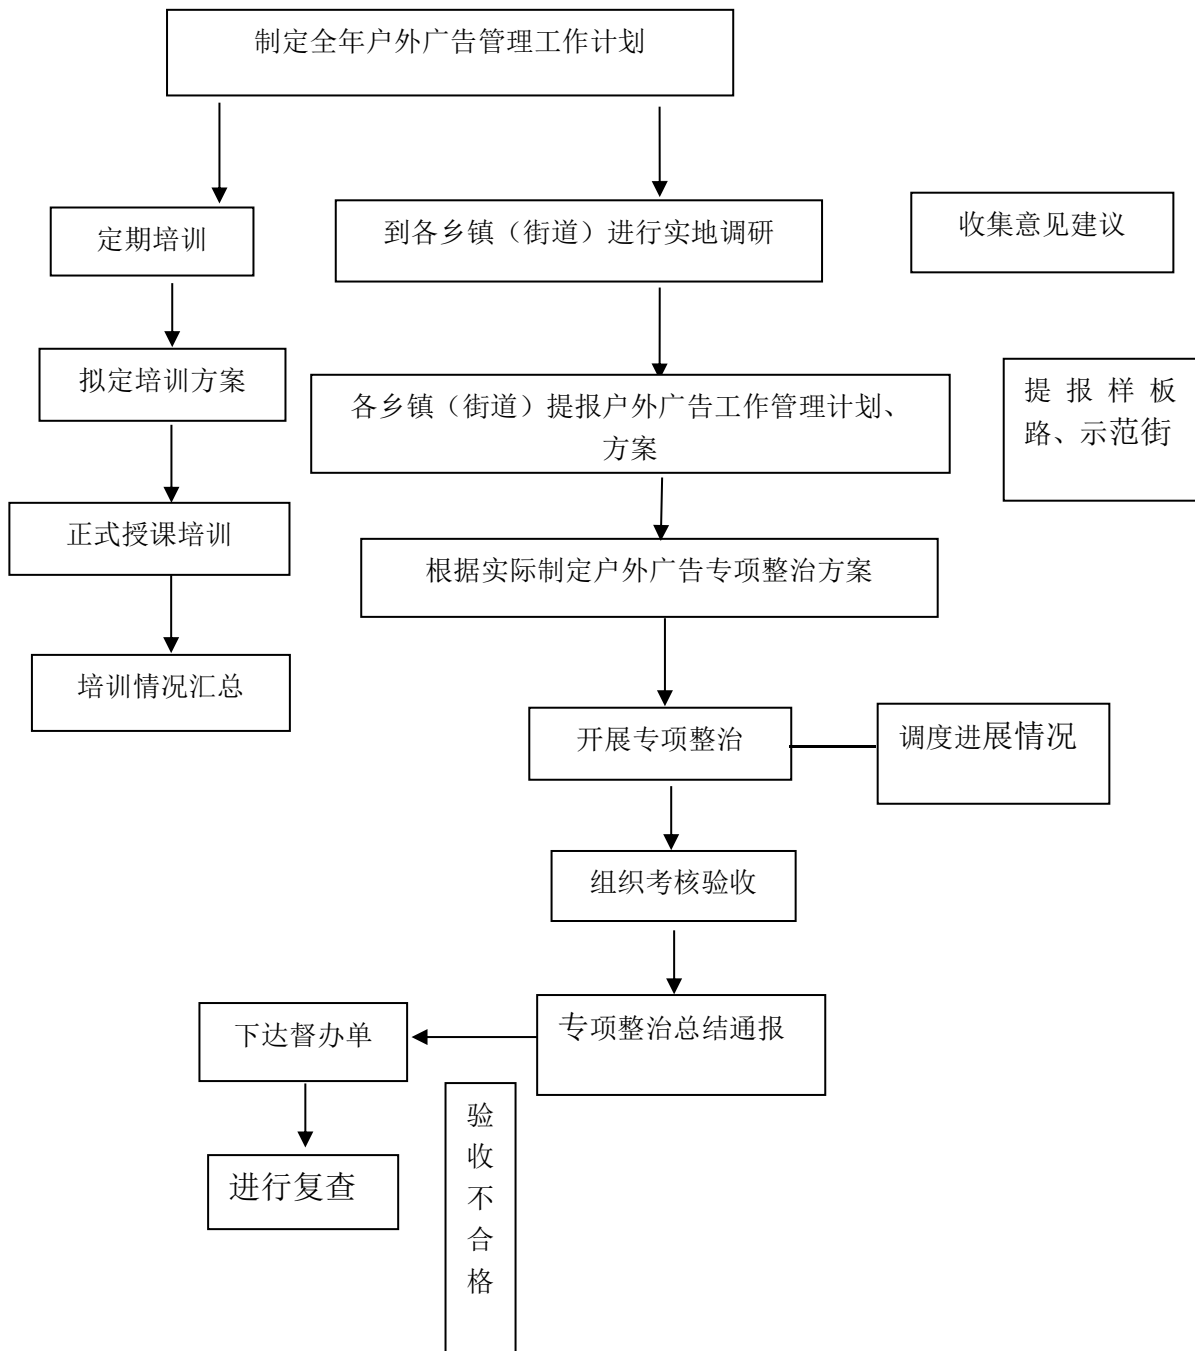 制定全年户外广告管理工作计划
定期培训
到各乡镇（街道）进行实地调研
收集意见建议
拟定培训方案
各乡镇（街道）提报户外广告工作管理计划、
方案
提报样板
路、示范街
正式授课培训
根据实际制定户外广告专项整治方案
培训情况汇总
开展专项整治
调度进展情况
组织考核验收
下达督办单
专项整治总结通报
验
收
不
合
格
进行复查